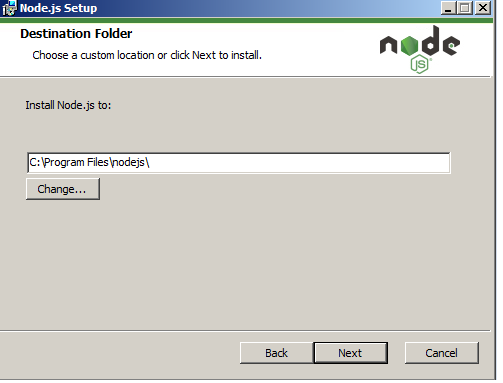 Node.js Setup
Destination Folder
Choose a custom location or click Next to install.
node
JS
Install Node.js to:
C:\Program Files\nodejs\
Change...
Back
Next
Cancel